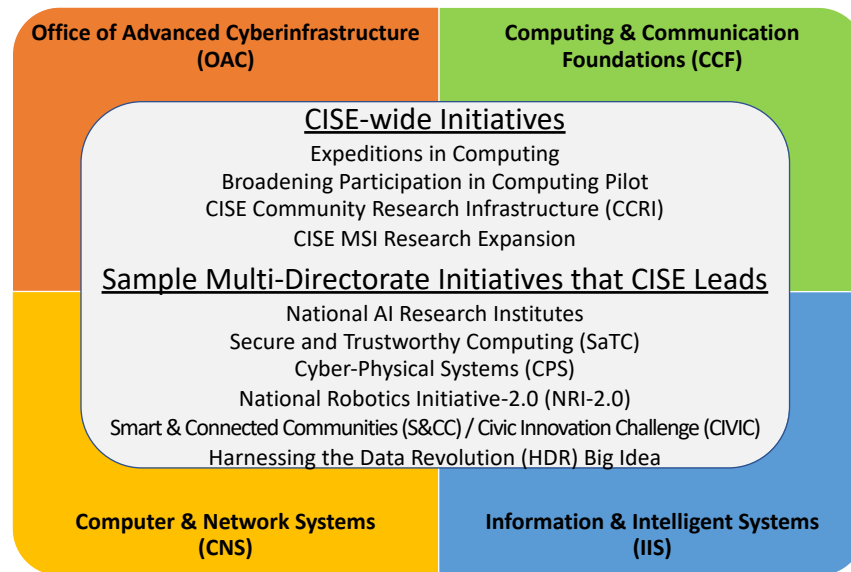 Office of Advanced Cyberinfrastructure
(OAC)
Computing & Communication
Foundations (CCF)
CISE-wide Initiatives
Expeditions in Computing
Broadening Participation in Computing Pilot
CISE Community Research Infrastructure (CCRI)
CISE MSI Research Expansion
Sample Multi-Directorate Initiatives that CISE Leads
National AI Research Institutes
Secure and Trustworthy Computing (SaTC)
Cyber-Physical Systems (CPS)
National Robotics Initiative-2.0 (NRI-2.0)
Smart & Connected Communities (S&CC) / Civic Innovation Challenge (CIVIC)
Harnessing the Data Revolution (HDR) Big Idea
Computer & Network Systems
(CNS)
Information & Intelligent Systems
(IIS)